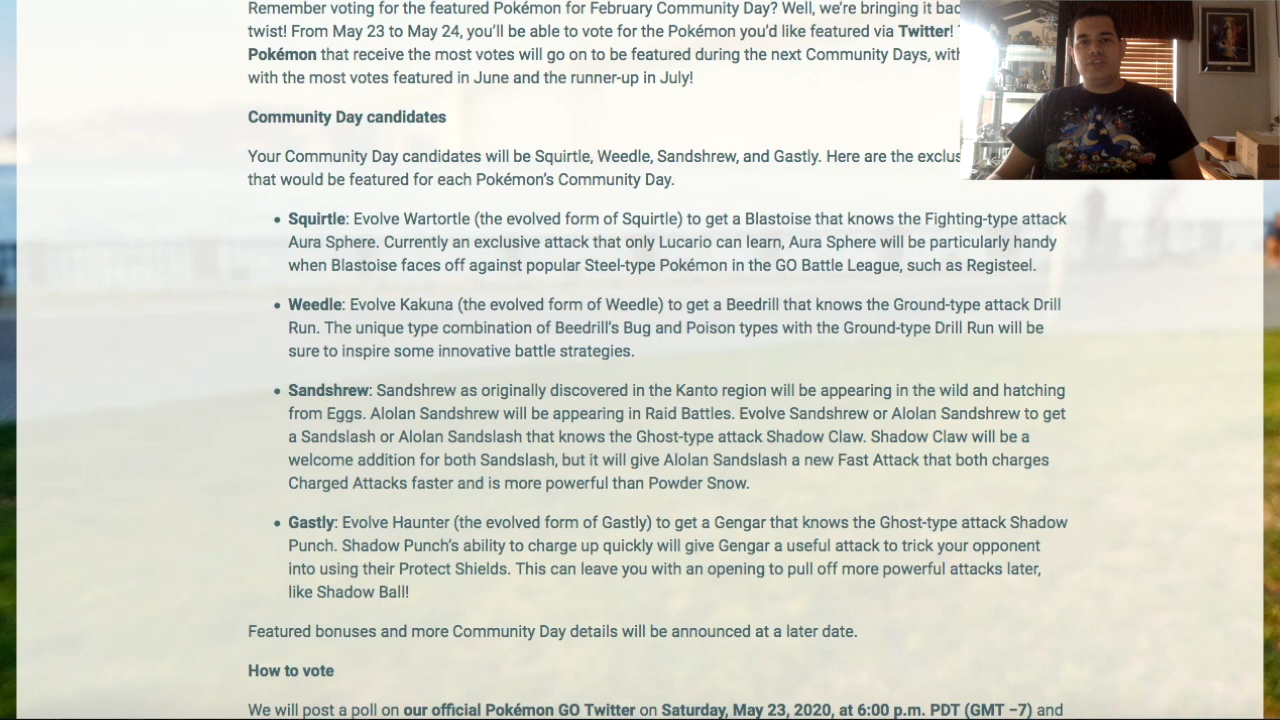 Remember voting for the featured Pokémon for February Community Day? Well, we're bringing it bac
twist! From May 23 to May 24, you'll be able to vote for the Pokémon you'd like featured via Twitter!
Pokémon that receive the most votes will go on to be featured during the next Community Days, with
with the most votes featured in June and the runner-up in July!
Community Day candidates
Your Community Day candidates will be Squirtle, Weedle, Sandshrew, and Gastly. Here are the exclus
that would be featured for each Pokémon's Community Day.
• Squirtle: Evolve Wartortle (the evolved form of Squirtle) to get a Blastoise that knows the Fighting-type attack
Aura Sphere. Currently an exclusive attack that only Lucario can learn, Aura Sphere will be particularly handy
when Blastoise faces off against popular Steel-type Pokémon in the GO Battle League, such as Registeel.
• Weedle: Evolve Kakuna (the evolved form of Weedle) to get a Beedrill that knows the Ground-type attack Drill
Run. The unique type combination of Beedrill's Bug and Poison types with the Ground-type Drill Run will be
sure to inspire some innovative battle strategies.
• Sandshrew: Sandshrew as originally discovered in the Kanto region will be appearing in the wild and hatching
from Eggs. Alolan Sandshrew will be appearing in Raid Battles. Evolve Sandshrew or Alolan Sandshrew to get
a Sandslash or Alolan Sandslash that knows the Ghost-type attack Shadow Claw. Shadow Claw will be a
welcome addition for both Sandslash, but it will give Alolan Sandslash a new Fast Attack that both charges
Charged Attacks faster and is more powerful than Powder Snow.
• Gastly: Evolve Haunter (the evolved form of Gastly) to get a Gengar that knows the Ghost-type attack Shadow
Punch. Shadow Punch's ability to charge up quickly will give Gengar a useful attack to trick your opponent
into using their Protect Shields. This can leave you with an opening to pull off more powerful attacks later,
like Shadow Ball!
Featured bonuses and more Community Day details will be announced at a later date.
How to vote
We will post a poll on our official Pokémon GO Twitter on Saturday, May 23, 2020, at 6:00 p.m. PDT (GMT −7) and